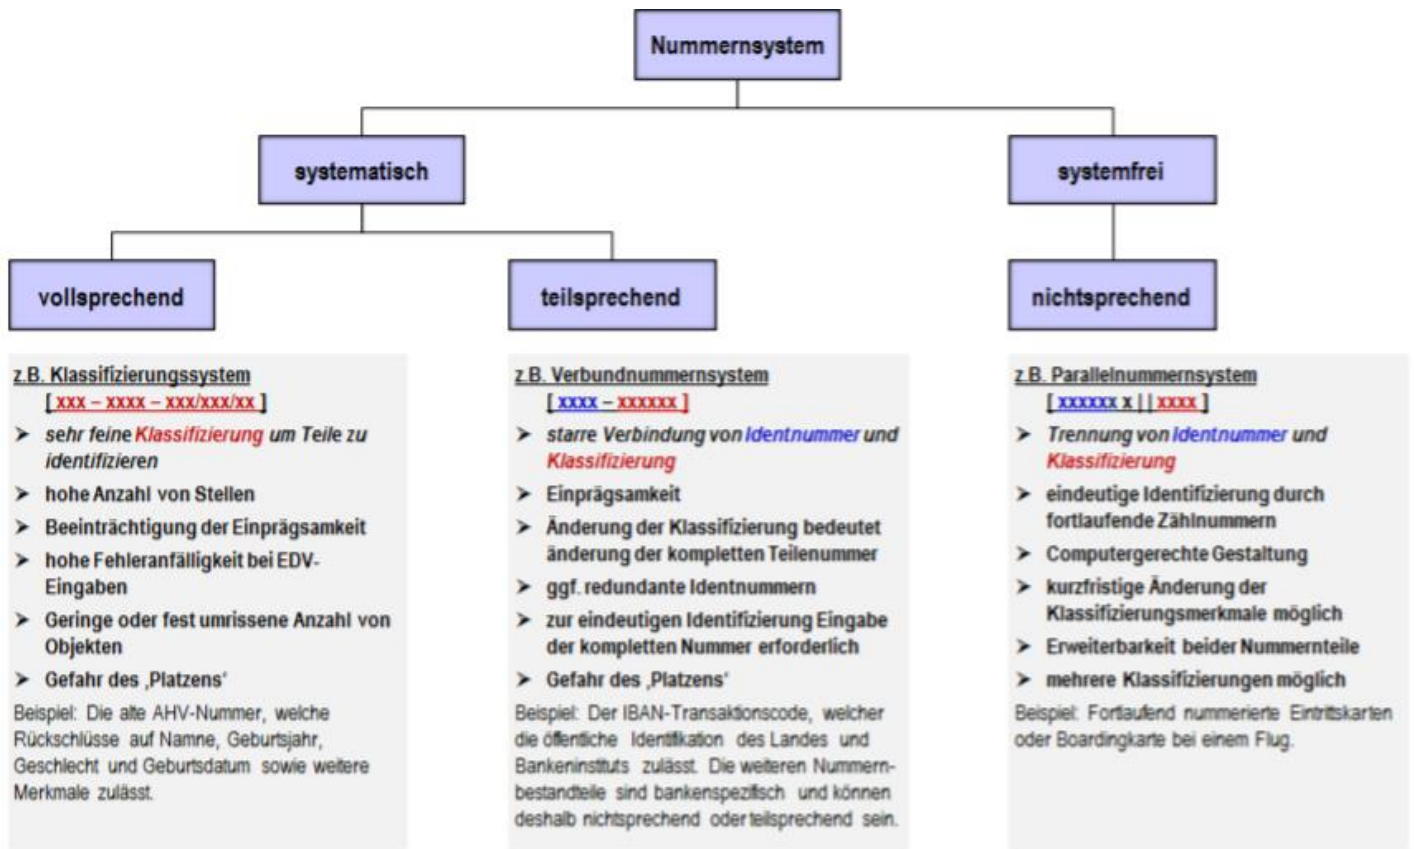 Nummernsystem
systematisch
systemfrei
vollsprechend
teilsprechend
nichtsprechend
z.B. Klassifizierungssystem
[ xxx – xxxx – xxx/xxx/xx ]
➤ sehr feine Klassifizierung um Teile zu
identifizieren
➤ hohe Anzahl von Stellen
➤ Beeinträchtigung der Einprägsamkeit
➤ hohe Fehleranfälligkeit bei EDV-
Eingaben
➤ Geringe oder fest umrissene Anzahl von
Objekten
➤ Gefahr des ‚Platzens‘
Beispiel: Die alte AHV-Nummer, welche
Rückschlüsse auf Namne, Geburtsjahr,
Geschlecht und Geburtsdatum sowie weitere
Merkmale zulässt.
z.B. Verbundnummernsystem
[ xxxx – xxxxxx ]
➤ starre Verbindung von Identnummer und
Klassifizierung
➤ Einprägsamkeit
➤ Änderung der Klassifizierung bedeutet
änderung der kompletten Teilenummer
➤ ggf. redundante Identnummern
➤ zur eindeutigen Identifizierung Eingabe
der kompletten Nummer erforderlich
➤ Gefahr des ‚Platzens‘
Beispiel: Der IBAN-Transaktionscode, welcher
die öffentliche Identifikation des Landes und
Bankeninstituts zulässt. Die weiteren Nummern-
bestandteile sind bankenspezifisch und können
deshalb nichtsprechend oder teilsprechend sein.
z.B. Parallelnummernsystem
[ xxxxxx x | | xxxx ]
➤ Trennung von Identnummer und
Klassifizierung
➤ eindeutige Identifizierung durch
fortlaufende Zählnummern
➤ Computergerechte Gestaltung
➤ kurzfristige Änderung der
Klassifizierungsmerkmale möglich
➤ Erweiterbarkeit beider Nummernteile
➤ mehrere Klassifizierungen möglich
Beispiel: Fortlaufend nummerierte Eintrittskarten
oder Boardingkarte bei einem Flug.